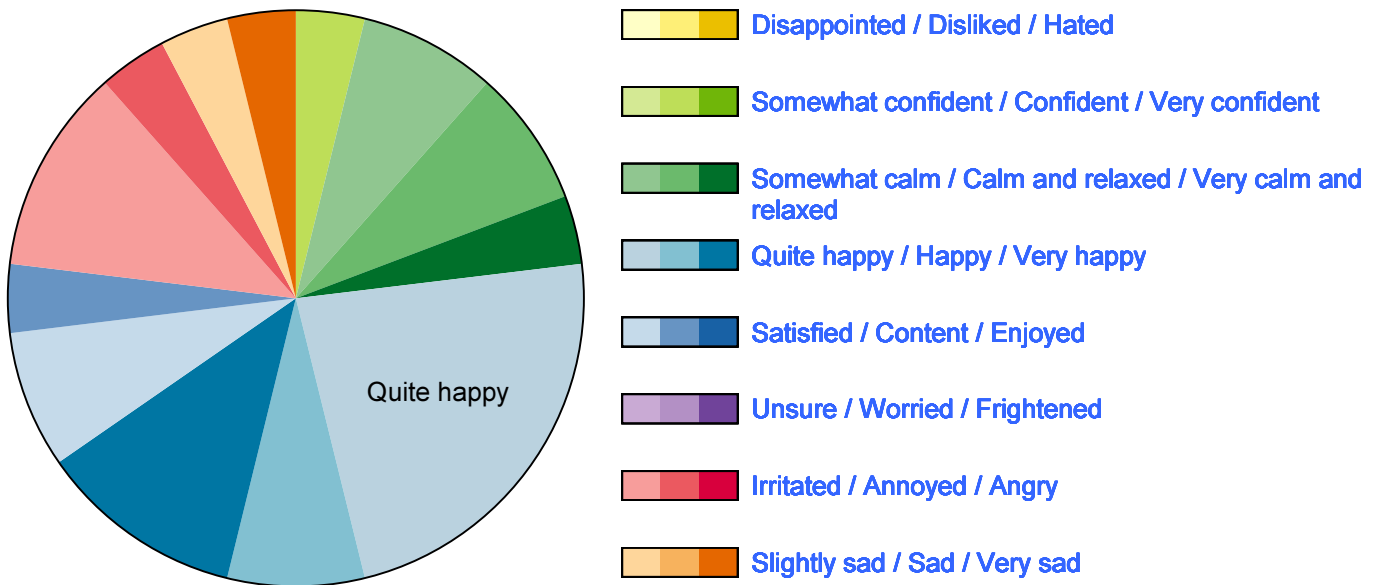 Disappointed / Disliked / Hated
Somewhat confident / Confident / Very confident
Somewhat calm / Calm and relaxed / Very calm and
relaxed
Quite happy / Happy / Very happy
Satisfied / Content / Enjoyed
Quite happy
Unsure / Worried / Frightened
Irritated / Annoyed / Angry
Slightly sad / Sad / Very sad